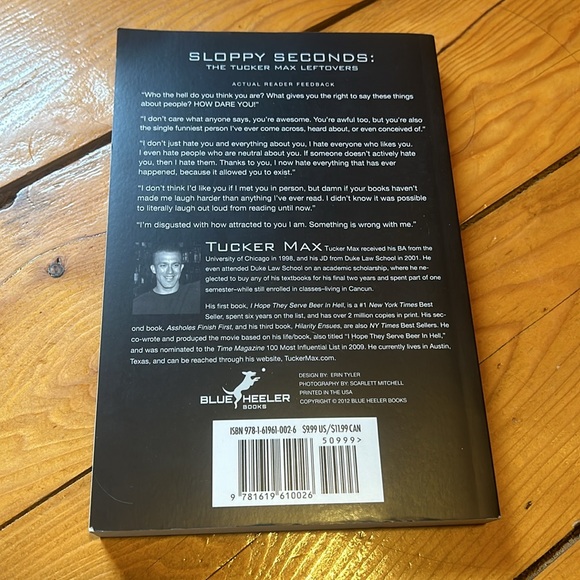 SLOPPY SECONDS:
THE TUCKER MAX LEFTOVERS
ACTUAL READER FEEDBACK
"Who the hell do you think you are? What gives you the right to say these things
about people? HOW DARE YOU!"
"I don't care what anyone says, you're awesome. You're awful too, but you're also
the single funniest person I've ever come across, heard about, or even conceived of."
"I don't just hate you and everything about you, I hate everyone who likes you.
I even hate people who are neutral about you. If someone doesn't actively hate
you, then I hate them. Thanks to you, I now hate everything that has ever
happened, because it allowed you to exist."
"I don't think I'd like you if I met you in person, but damn if your books haven't
made me laugh harder than anything I've ever read. I didn't know it was possible
to literally laugh out loud from reading until now."
"I'm disgusted with how attracted to you I am. Something is wrong with me."
TUCKER MAX Tucker Max received his BA from the
University of Chicago in 1998, and his JD from Duke Law School in 2001. He
even attended Duke Law School on an academic scholarship, where he ne-
glected to buy any of his textbooks for his final two years and spent part of one
semester–while still enrolled in classes–living in Cancun.
His first book, I Hope They Serve Beer In Hell, is a #1 New York Times Best
Seller, spent six years on the list, and has over 2 million copies in print. His sec-
ond book, Assholes Finish First, and his third book, Hilarity Ensues, are also NY Times Best Sellers. He
co-wrote and produced the movie based on his life/book, also titled "I Hope They Serve Beer In Hell,"
and was nominated to the Time Magazine 100 Most Influential List in 2009. He currently lives in Austin,
Texas, and can be reached through his website, TuckerMax.com.
BLUE HEELER
BOOKS
DESIGN BY: ERIN TYLER
PHOTOGRAPHY BY: SCARLETT MITCHELL
PRINTED IN THE USA
COPYRIGHT © 2012 BLUE HEELER BOOKS
ISBN 978-1-61961-002-6 $9.99 US/$11.99 CAN
50999>
9 781619 610026